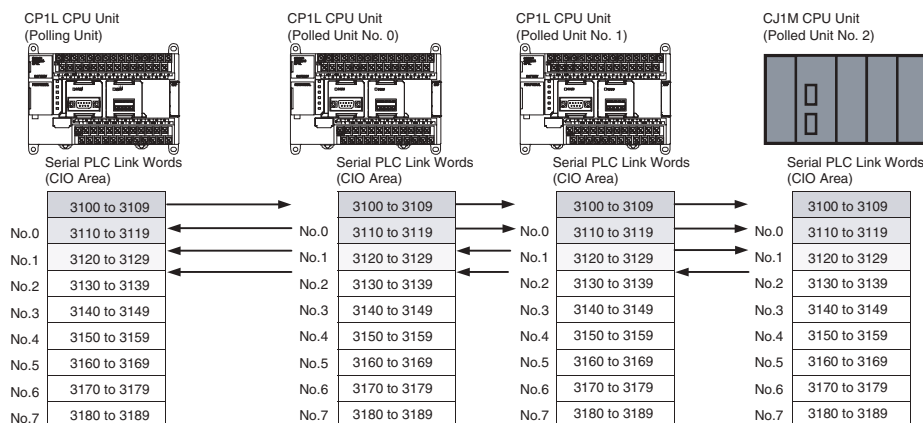 CP1L CPU Unit
(Polling Unit)
CP1L CPU Unit
(Polled Unit No. 0)
CP1L CPU Unit
(Polled Unit No. 1)
CJ1M CPU Unit
(Polled Unit No. 2)
Serial PLC Link Words
(CIO Area)
3100 to 3109
No.0 3110 to 3119
No.1 3120 to 3129
No.2 3130 to 3139
No.3 3140 to 3149
No.4 3150 to 3159
No.5 3160 to 3169
No.6 3170 to 3179
No.7 3180 to 3189
Serial PLC Link Words
(CIO Area)
3100 to 3109
No.0 3110 to 3119
No.1 3120 to 3129
No.2 3130 to 3139
No.3 3140 to 3149
No.4 3150 to 3159
No.5 3160 to 3169
No.6 3170 to 3179
No.7 3180 to 3189
Serial PLC Link Words
(CIO Area)
3100 to 3109
No.0 3110 to 3119
No.1 3120 to 3129
No.2 3130 to 3139
No.3 3140 to 3149
No.4 3150 to 3159
No.5 3160 to 3169
No.6 3170 to 3179
No.7 3180 to 3189
Serial PLC Link Words
(CIO Area)
3100 to 3109
No.0 3110 to 3119
No.1 3120 to 3129
No.2 3130 to 3139
No.3 3140 to 3149
No.4 3150 to 3159
No.5 3160 to 3169
No.6 3170 to 3179
No.7 3180 to 3189